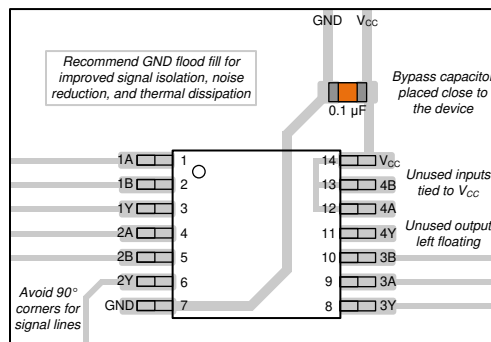 GND VCC
Recommend GND flood fill for
improved signal isolation, noise
reduction, and thermal dissipation
Bypass capacitor
placed close to
the device
0.1 µF
1A 1 14 VCC
1B 2 13 4B
1Y 3 12 4A
2A 4 11 4Y
2B 5 10 3B
2Y 6 9 3A
GND 7 8 3Y
Unused inputs
tied to VCC
Unused output
left floating
Avoid 90°
corners for
signal lines